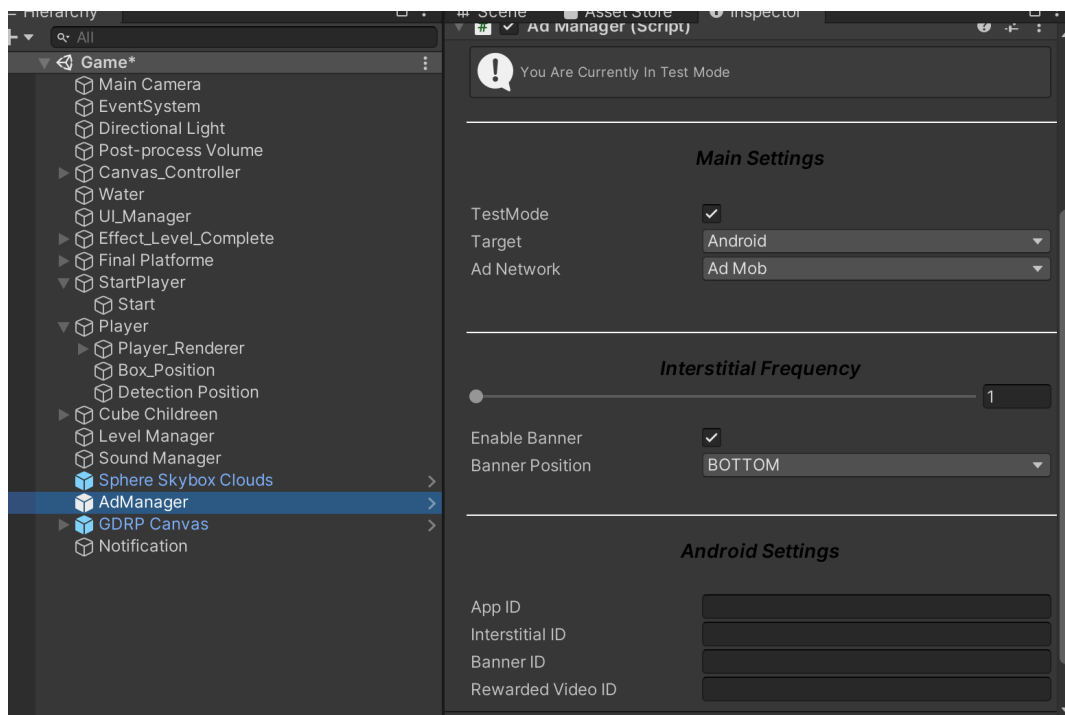 Hierarchy
All
Game*
Main Camera
EventSystem
Directional Light
Post-process Volume
Canvas_Controller
Water
UI_Manager
Effect_Level_Complete
Final Platforme
StartPlayer
Start
Player
Player_Renderer
Box_Position
Detection Position
Cube Childreen
Level Manager
Sound Manager
Sphere Skybox Clouds
AdManager
GDRP Canvas
Notification
Scene
Asset Store
Inspector
Ad Manager (Script)
You Are Currently In Test Mode
Main Settings
TestMode
Target Android
Ad Network Ad Mob
Interstitial Frequency
1
Enable Banner
Banner Position BOTTOM
Android Settings
App ID
Interstitial ID
Banner ID
Rewarded Video ID